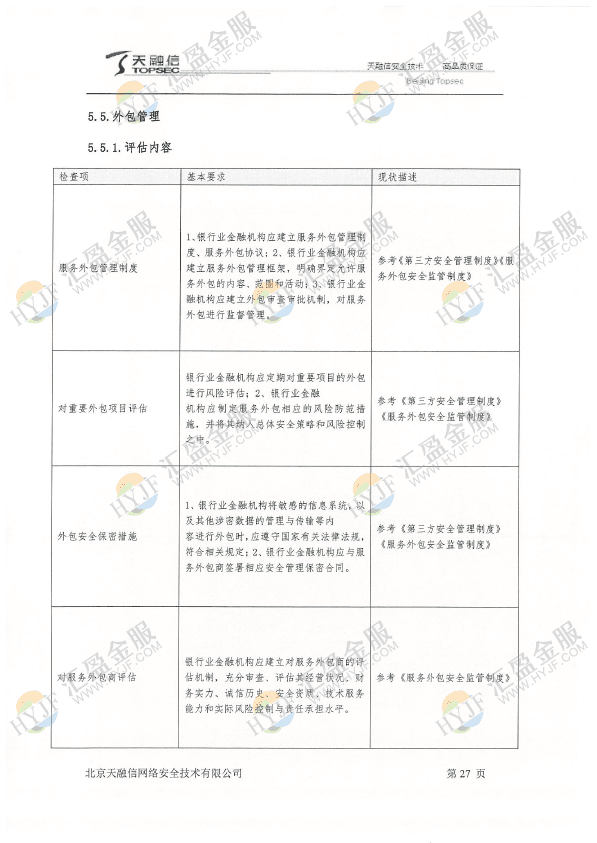 天融信
TOPSEC
天融信安全技术 高品质保证
Beijing Topsec
5.5.外包管理
5.5.1.评估内容
检查项 基本要求 现状描述
服务外包管理制度
1、银行业金融机构应建立服务外包管理制
度、服务外包协议；2、银行业金融机构应
建立服务外包管理框架，明确界定允许服
务外包的内容、范围和活动；3、银行业金
融机构应建立外包审查审批机制，对服务
外包进行监督管理。
参考《第三方安全管理制度》《服
务外包安全监管制度》
对重要外包项目评估
银行业金融机构应定期对重要项目的外包
进行风险评估；2、银行业金融
机构应制定服务外包相应的风险防范措
施，并将其纳入总体安全策略和风险控制
之中。
参考《第三方安全管理制度》
《服务外包安全监管制度》
外包安全保密措施
1、银行业金融机构将敏感的信息系统，以
及其他涉密数据的管理与传输等内
容进行外包时，应遵守国家有关法律法规，
符合相关规定；2、银行业金融机构应与服
务外包商签署相应安全管理保密合同。
参考《第三方安全管理制度》
《服务外包安全监管制度》
对服务外包商评估
银行业金融机构应建立对服务外包商的评
估机制，充分审查、评估其经营状况、财
务实力、诚信历史、安全资质、技术服务
能力和实际风险控制与责任承担水平。
参考《服务外包安全监管制度》
北京天融信网络安全技术有限公司 第 27 页
HYJF 汇盈金服
WWW.HYJF.COM